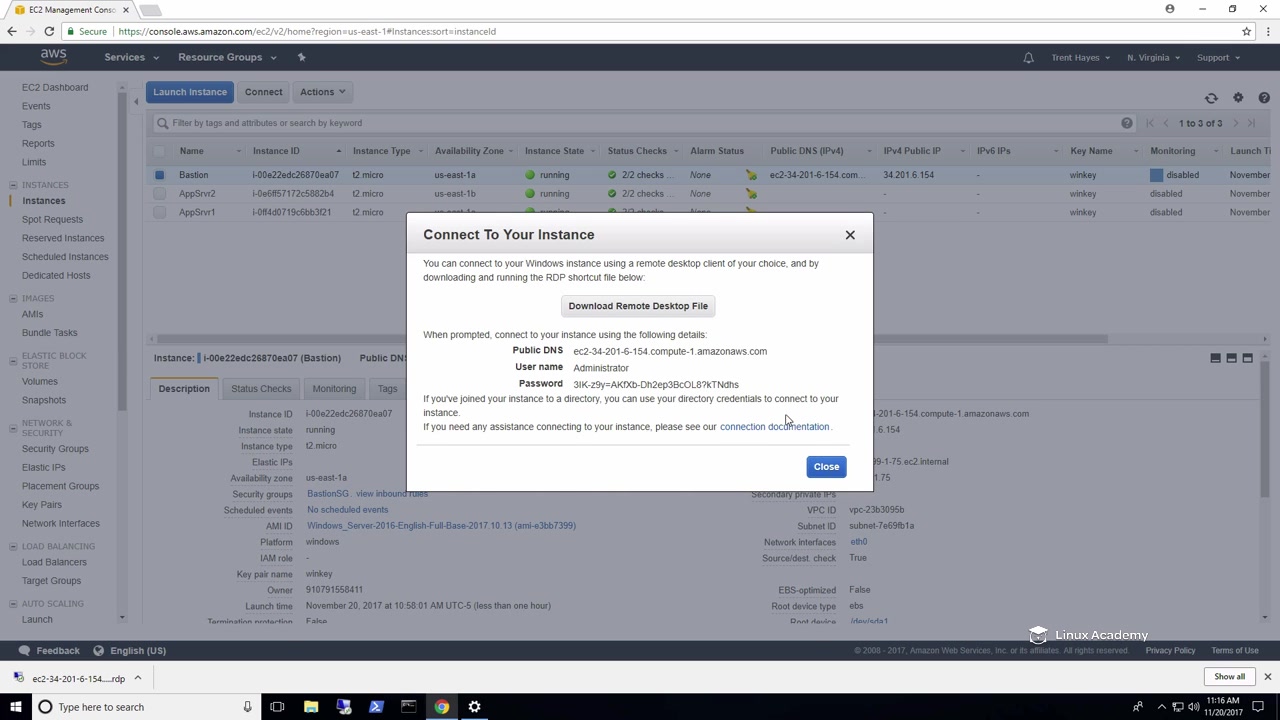 EC2 Management Cons
Secure https://console.aws.amazon.com/ec2/v2/home?region=us-east-1#Instances:sort=instanceId
aws Services Resource Groups Trent Hayes N. Virginia Support
EC2 Dashboard
Events
Tags
Reports
Limits
INSTANCES
Instances
Spot Requests
Reserved Instances
Scheduled Instances
Dedicated Hosts
IMAGES
AMIs
Bundle Tasks
ELASTIC BLOCK
STORE
Volumes
Snapshots
NETWORK &
SECURITY
Security Groups
Elastic IPs
Placement Groups
Key Pairs
Network Interfaces
LOAD BALANCING
Load Balancers
Target Groups
AUTO SCALING
Launch
Launch Instance Connect Actions
Filter by tags and attributes or search by keyword 1 to 3 of 3
Name Instance ID Instance Type Availability Zone Instance State Status Checks Alarm Status Public DNS (IPv4) IPv4 Public IP IPv6 IPs Key Name Monitoring Launch Ti
Bastion i-00e22edc26870ea07 t2.micro us-east-1a running 2/2 checks ... None ec2-34-201-6-154.com... 34.201.6.154 - winkey disabled November
AppSrvr2 i-0e6ff57172c5882b4 t2.micro us-east-1b running 2/2 checks ... None - - winkey disabled November
AppSrvr1 i-0ff4d0719c6bb3f21 t2.micro us-east-1a running 2/2 checks ... None - - winkey disabled November
Connect To Your Instance
You can connect to your Windows instance using a remote desktop client of your choice, and by
downloading and running the RDP shortcut file below:
Download Remote Desktop File
When prompted, connect to your instance using the following details:
Public DNS ec2-34-201-6-154.compute-1.amazonaws.com
User name Administrator
Password 3IK-z9y=AKfXb-Dh2ep3BcOL8?kTNdhs
If you've joined your instance to a directory, you can use your directory credentials to connect to your
instance.
If you need any assistance connecting to your instance, please see our connection documentation.
Close
Instance: i-00e22edc26870ea07 (Bastion) Public DN
Description Status Checks Monitoring Tags
Instance ID i-00e22edc26870ea07
Instance state running
Instance type t2.micro
Elastic IPs
Availability zone us-east-1a
Security groups BastionSG. view inbound rules
Scheduled events No scheduled events
AMI ID Windows_Server-2016-English-Full-Base-2017.10.13 (ami-e3bb7399)
Platform windows
IAM role -
Key pair name winkey
Owner 910791558411
Launch time November 20, 2017 at 10:58:01 AM UTC-5 (less than one hour)
Termination protection False
-201-6-154.compute-1.amazonaws.com
6.154
99-1-75.ec2.internal
1.75
Secondary private IPs
VPC ID vpc-23b3095b
Subnet ID subnet-7e69fb1a
Network interfaces eth0
Source/dest. check True
EBS-optimized False
Root device type ebs
Root device /dev/sda1
Linux Academy
Feedback English (US) © 2008 - 2017, Amazon Web Services, Inc. or its affiliates. All rights reserved. Privacy Policy Terms of Use
ec2-34-201-6-154.....rdp Show all
Type here to search 11:16 AM
11/20/2017